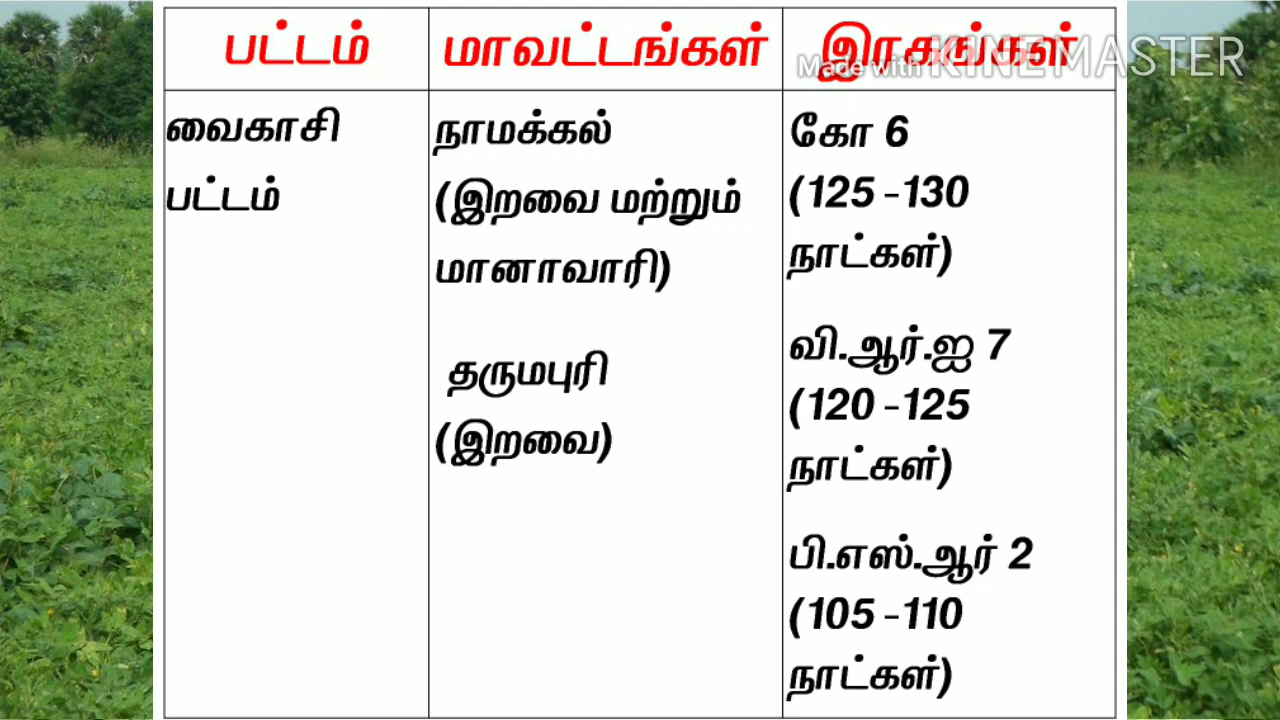 பட்டம் மாவட்டங்கள் இரகங்கள்
Made with KINEMASTER
வைகாசி
பட்டம்
நாமக்கல்
(இறவை மற்றும்
மானாவாரி)
தருமபுரி
(இறவை)
கோ 6
(125 -130
நாட்கள்)
வி.ஆர்.ஐ 7
(120 -125
நாட்கள்)
பி.எஸ்.ஆர் 2
(105 -110
நாட்கள்)